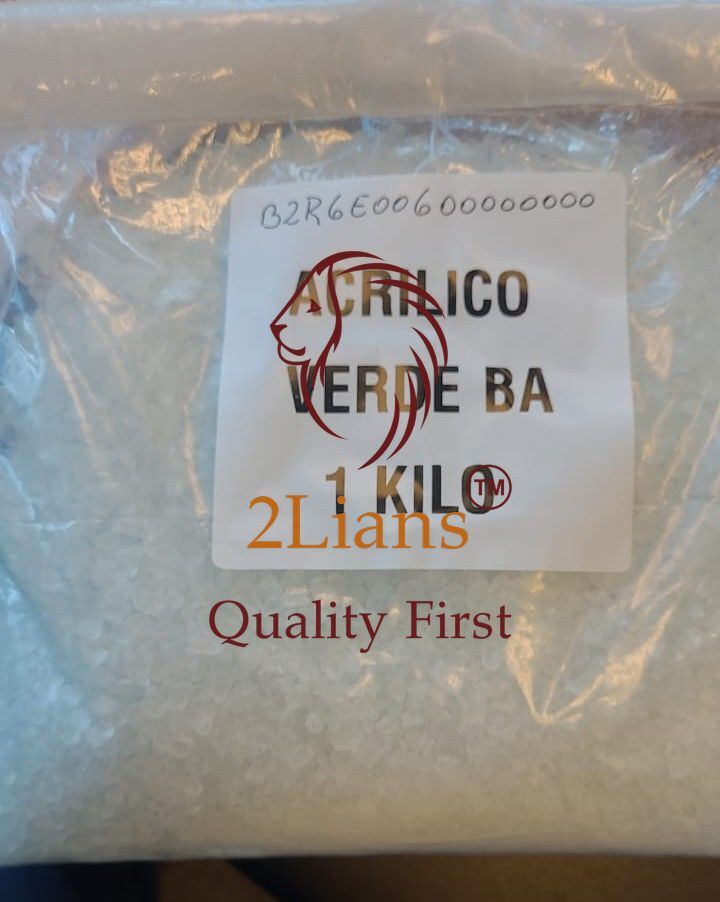 B2R6E00600000000
ACRILICO
VERDE BA
1 KILO
TM
2Lians
Quality First